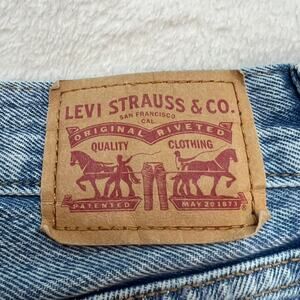 LEVI STRAUSS & CO.
SAN FRANCISCO
CAL.
ORIGINAL RIVETED
QUALITY CLOTHING
PATENTED MAY 20 1873